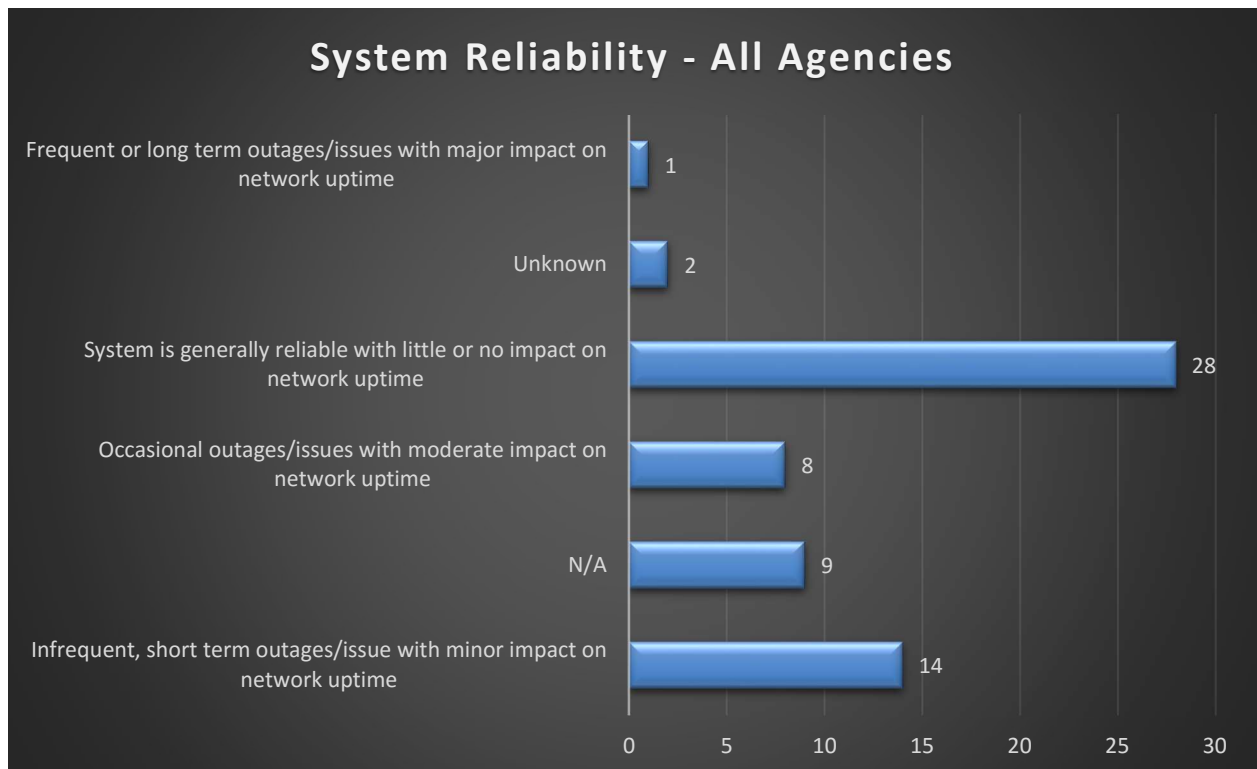 System Reliability - All Agencies
Frequent or long term outages/issues with major impact on
network uptime
1
Unknown
2
System is generally reliable with little or no impact on
network uptime
28
Occasional outages/issues with moderate impact on
network uptime
8
N/A
9
Infrequent, short term outages/issue with minor impact on
network uptime
14
0 5 10 15 20 25 30